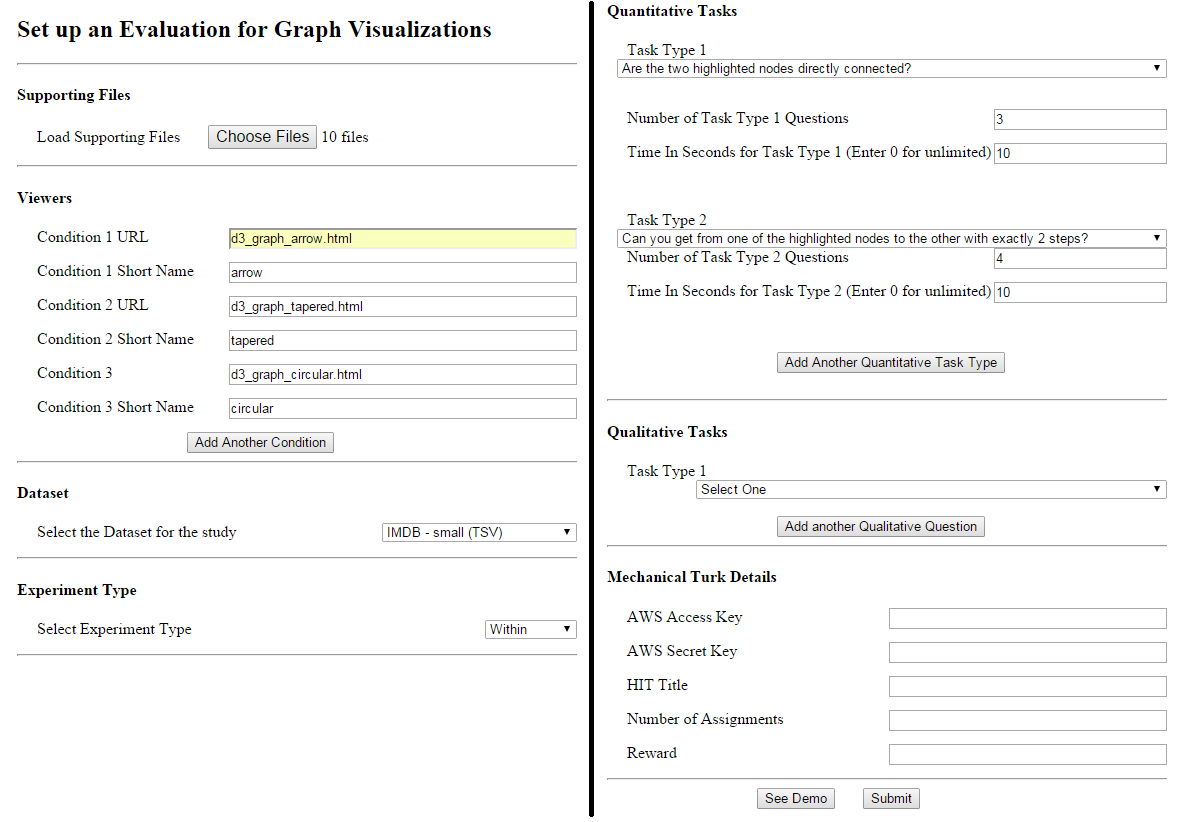 Set up an Evaluation for Graph Visualizations
Supporting Files
Load Supporting Files Choose Files 10 files
Viewers
Condition 1 URL d3_graph_arrow.html
Condition 1 Short Name arrow
Condition 2 URL d3_graph_tapered.html
Condition 2 Short Name tapered
Condition 3 d3_graph_circular.html
Condition 3 Short Name circular
Add Another Condition
Dataset
Select the Dataset for the study IMDB - small (TSV)
Experiment Type
Select Experiment Type Within
Quantitative Tasks
Task Type 1
Are the two highlighted nodes directly connected?
Number of Task Type 1 Questions 3
Time In Seconds for Task Type 1 (Enter 0 for unlimited) 10
Task Type 2
Can you get from one of the highlighted nodes to the other with exactly 2 steps?
Number of Task Type 2 Questions 4
Time In Seconds for Task Type 2 (Enter 0 for unlimited) 10
Add Another Quantitative Task Type
Qualitative Tasks
Task Type 1
Select One
Add another Qualitative Question
Mechanical Turk Details
AWS Access Key
AWS Secret Key
HIT Title
Number of Assignments
Reward
See Demo Submit